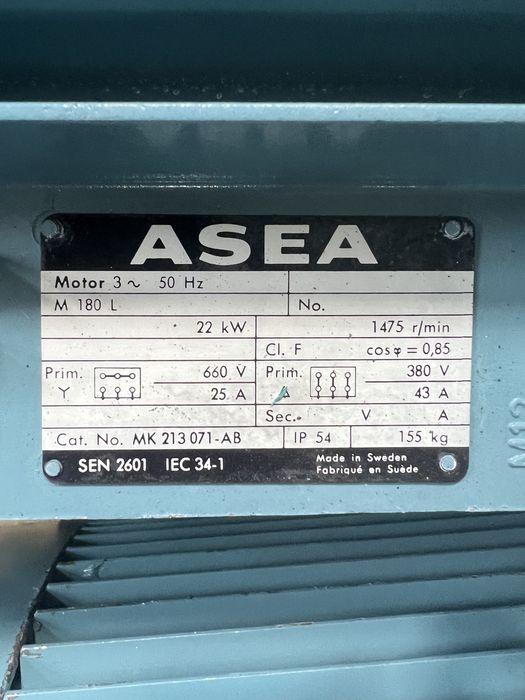 ASEA
Motor 3 ~ 50 Hz
M 180 L No.
22 kW 1475 r/min
Cl. F cos φ = 0,85
Prim. 660 V Prim. 380 V
Y 25 A Δ 43 A
Sec. V A
Cat. No. MK 213 071-AB IP 54 155 kg
SEN 2601 IEC 34-1 Made in Sweden
Fabriqué en Suède
M12